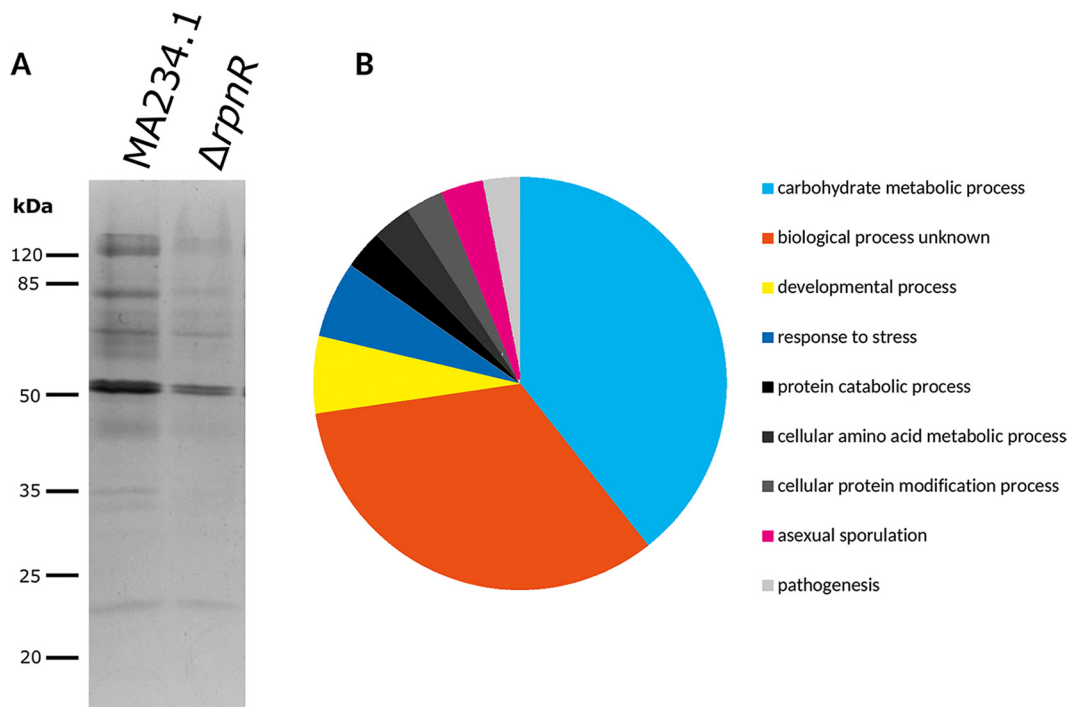 A
MA234.1
ΔrpnR
B
kDa
120
85
50
35
25
20
carbohydrate metabolic process
biological process unknown
developmental process
response to stress
protein catabolic process
cellular amino acid metabolic process
cellular protein modification process
asexual sporulation
pathogenesis